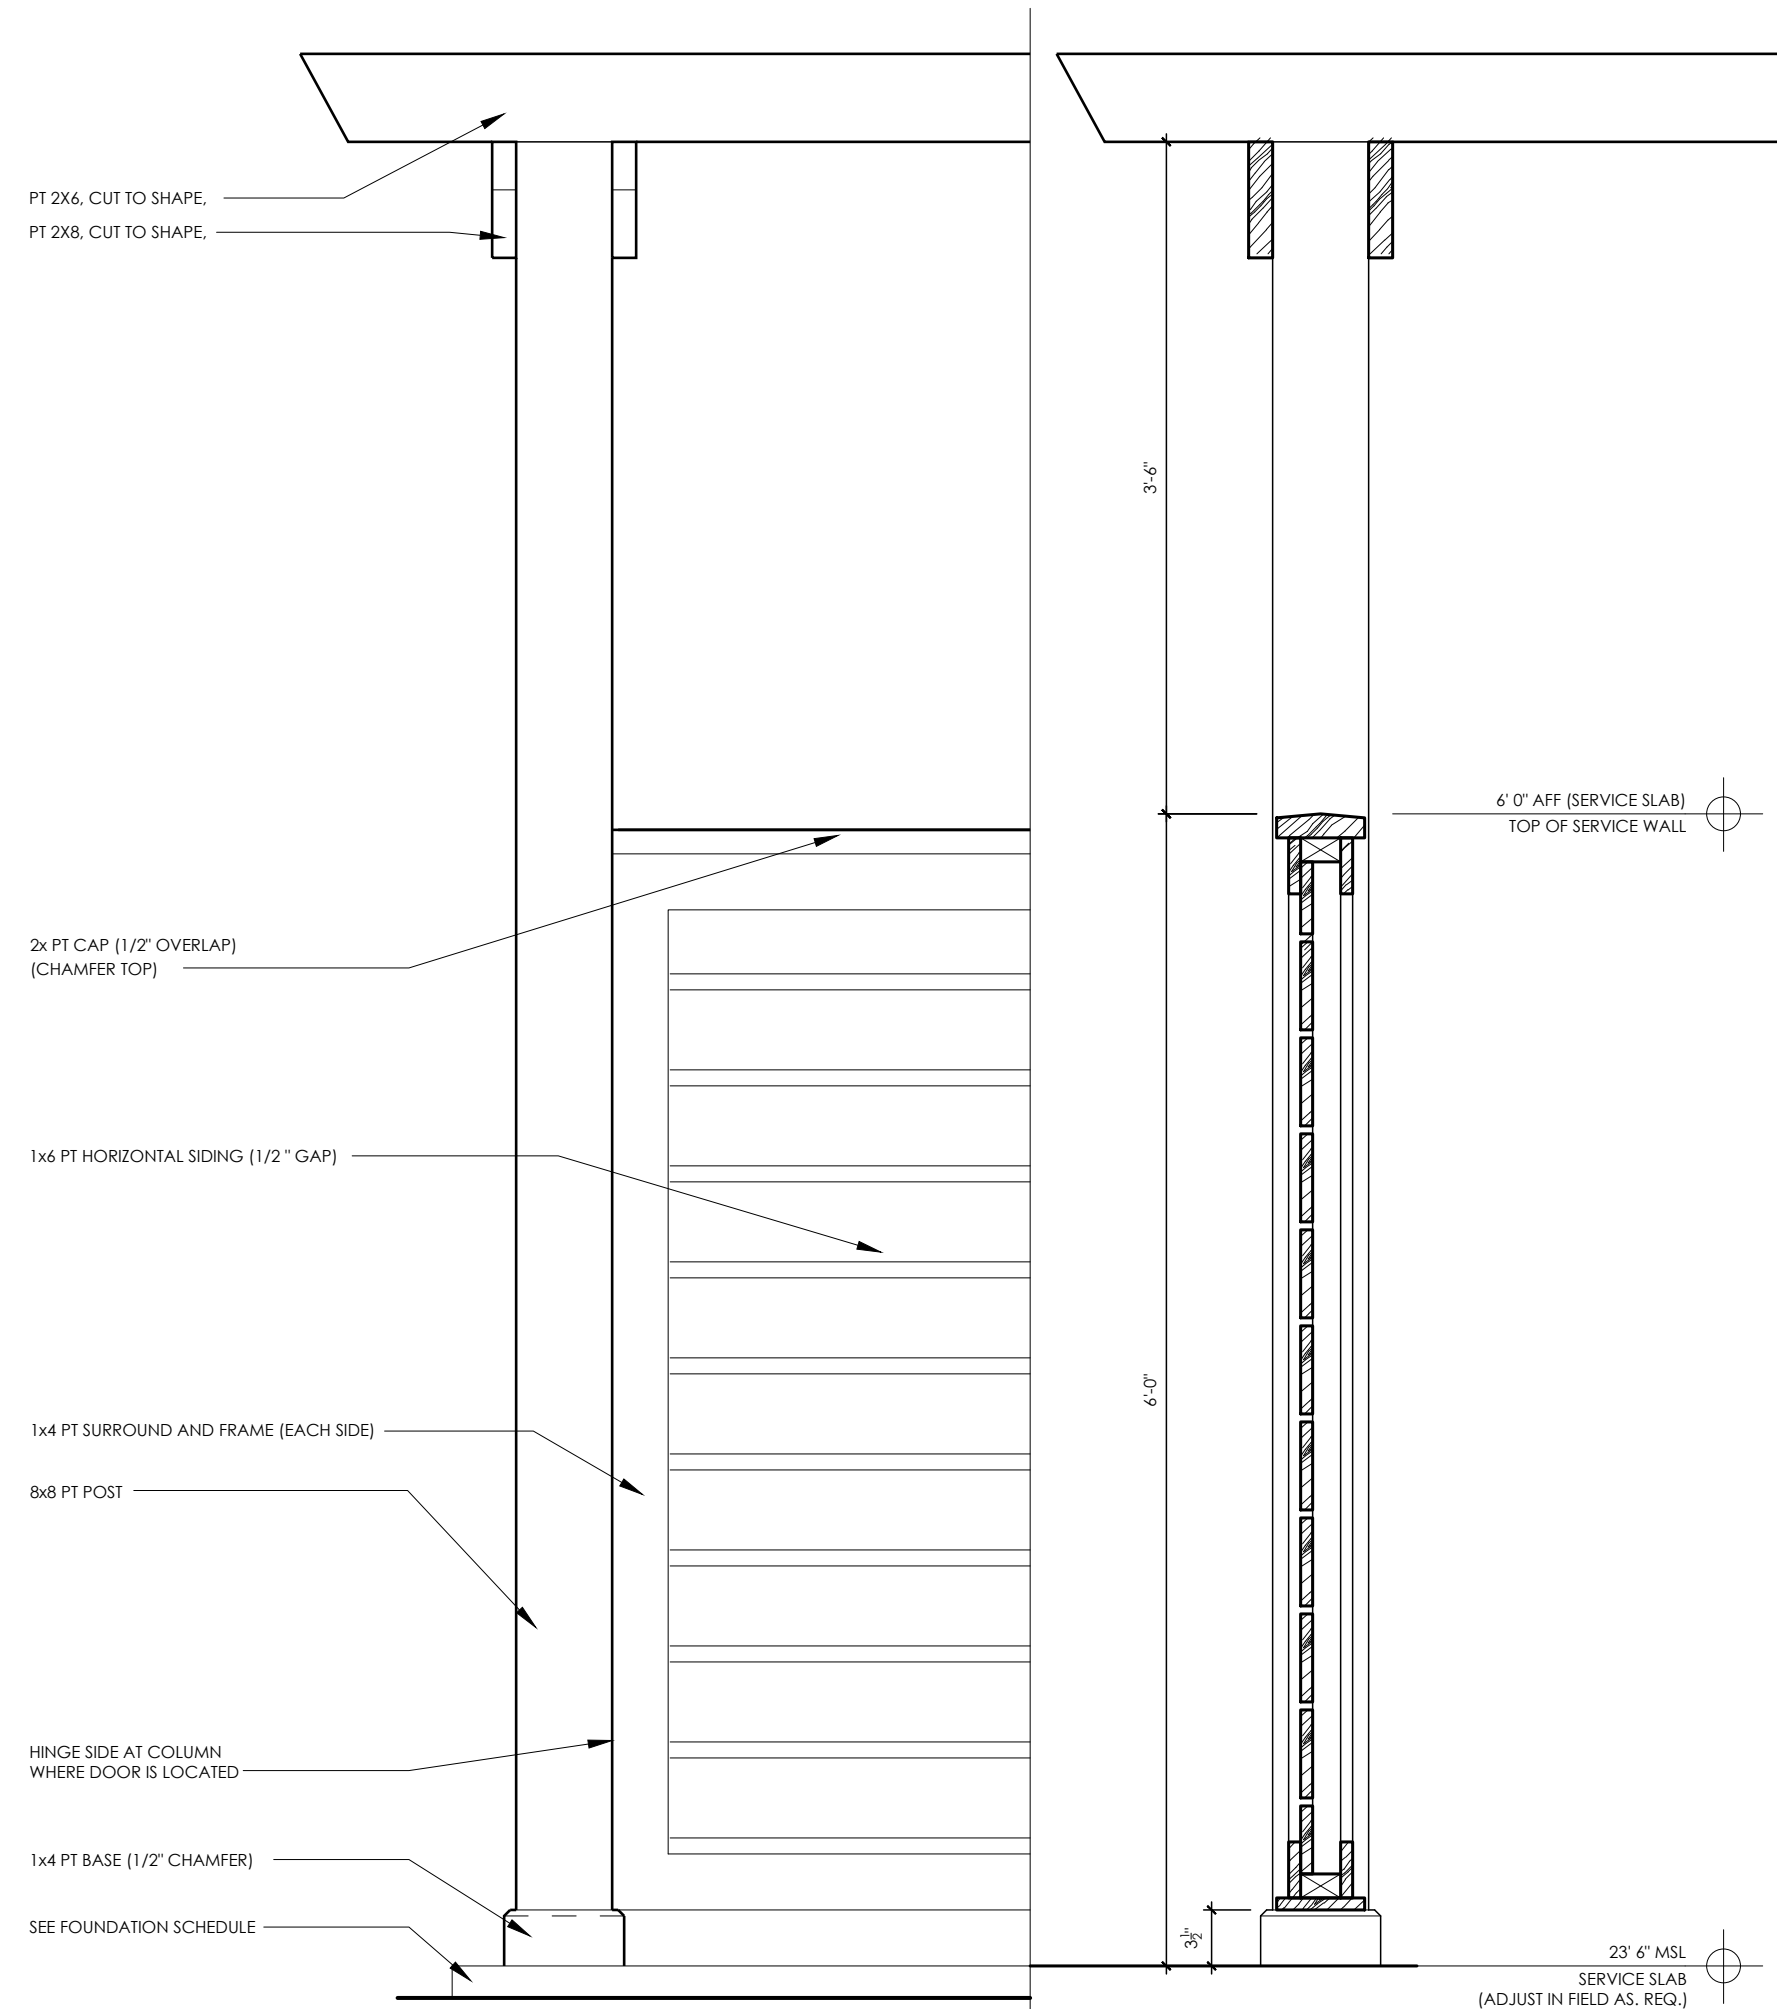 PT 2X6, CUT TO SHAPE,
PT 2X8, CUT TO SHAPE,
3'-6"
6' 0" AFF (SERVICE SLAB)
TOP OF SERVICE WALL
2x PT CAP (1/2" OVERLAP)
(CHAMFER TOP)
1x6 PT HORIZONTAL SIDING (1/2 " GAP)
6'-0"
1x4 PT SURROUND AND FRAME (EACH SIDE)
8x8 PT POST
HINGE SIDE AT COLUMN
WHERE DOOR IS LOCATED
1x4 PT BASE (1/2" CHAMFER)
SEE FOUNDATION SCHEDULE
3½"
23' 6" MSL
SERVICE SLAB
(ADJUST IN FIELD AS. REQ.)